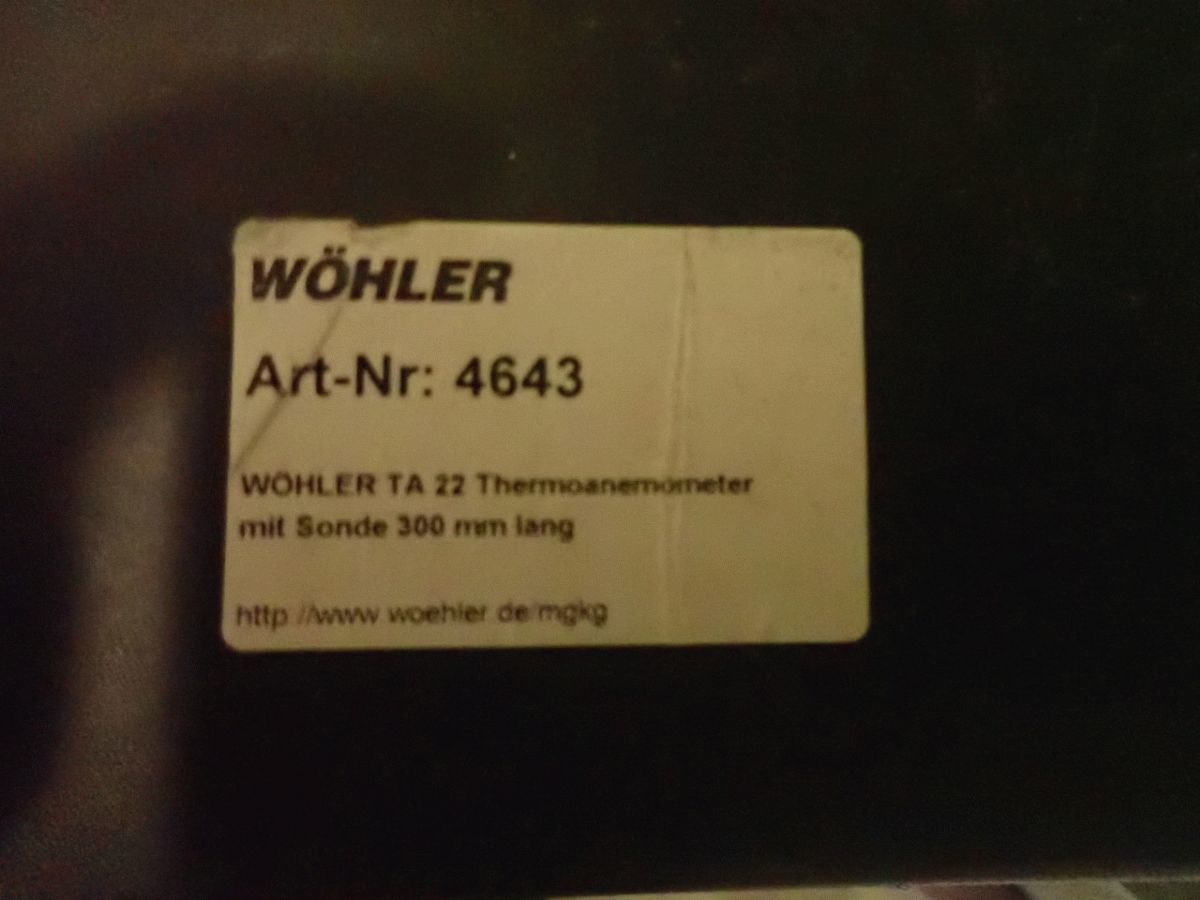 WÖHLER
Art-Nr: 4643
WÖHLER TA 22 Thermoanemometer
mit Sonde 300 mm lang
http://www.woehler.de/mgkg